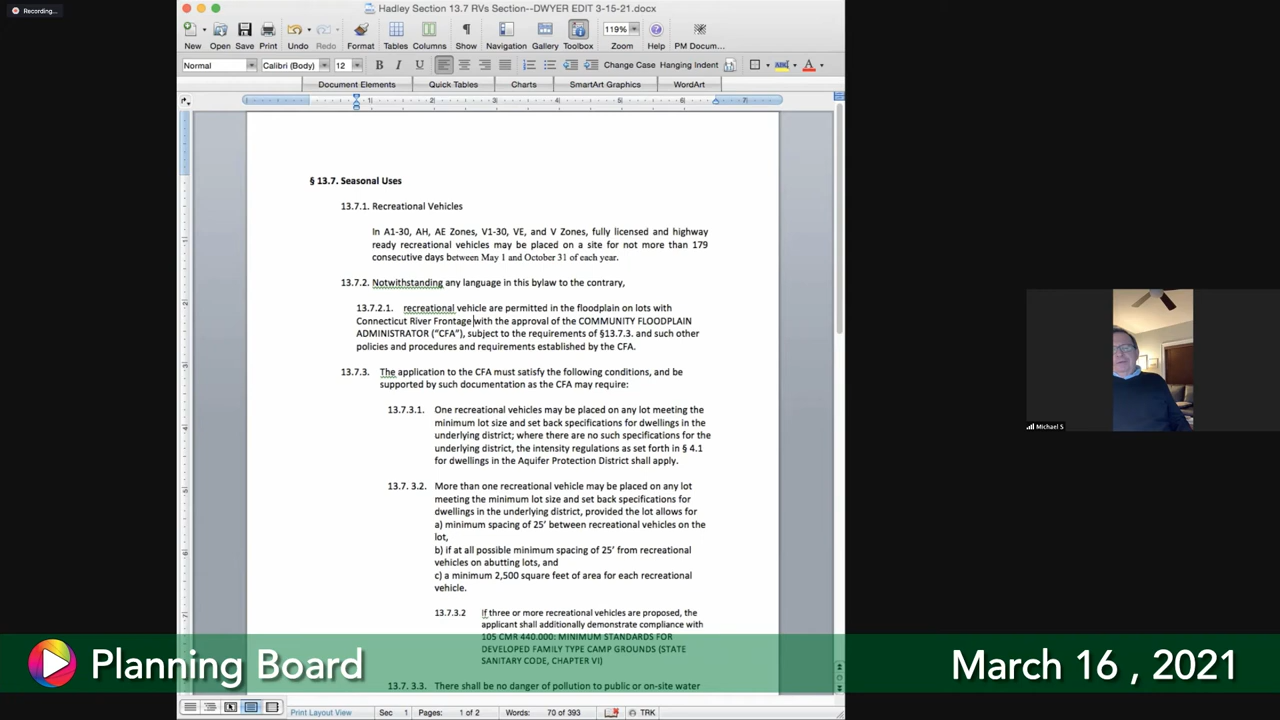 Recording...
Hadley Section 13.7 RVs Section--DWYER EDIT 3-15-21.docx
119%
New Open Save Print Undo Redo Format Tables Columns Show Navigation Gallery Toolbox Zoom Help PM Docum...
Normal Calibri (Body) 12 B I U Change Case Hanging Indent
Document Elements Quick Tables Charts SmartArt Graphics WordArt
§ 13.7. Seasonal Uses
13.7.1. Recreational Vehicles
In A1-30, AH, AE Zones, V1-30, VE, and V Zones, fully licensed and highway
ready recreational vehicles may be placed on a site for not more than 179
consecutive days between May 1 and October 31 of each year.
13.7.2. Notwithstanding any language in this bylaw to the contrary,
13.7.2.1. recreational vehicle are permitted in the floodplain on lots with
Connecticut River Frontage with the approval of the COMMUNITY FLOODPLAIN
ADMINISTRATOR ("CFA"), subject to the requirements of §13.7.3. and such other
policies and procedures and requirements established by the CFA.
13.7.3. The application to the CFA must satisfy the following conditions, and be
supported by such documentation as the CFA may require:
13.7.3.1. One recreational vehicles may be placed on any lot meeting the
minimum lot size and set back specifications for dwellings in the
underlying district; where there are no such specifications for the
underlying district, the intensity regulations as set forth in § 4.1
for dwellings in the Aquifer Protection District shall apply.
13.7. 3.2. More than one recreational vehicle may be placed on any lot
meeting the minimum lot size and set back specifications for
dwellings in the underlying district, provided the lot allows for
a) minimum spacing of 25' between recreational vehicles on the
lot,
b) if at all possible minimum spacing of 25' from recreational
vehicles on abutting lots, and
c) a minimum 2,500 square feet of area for each recreational
vehicle.
13.7.3.2 If three or more recreational vehicles are proposed, the
applicant shall additionally demonstrate compliance with
105 CMR 440.000: MINIMUM STANDARDS FOR
DEVELOPED FAMILY TYPE CAMP GROUNDS (STATE
SANITARY CODE, CHAPTER VI)
13.7. 3.3. There shall be no danger of pollution to public or on-site water
Michael S
Planning Board
March 16 , 2021
Print Layout View Sec 1 Pages: 1 of 2 Words: 70 of 393 TRK